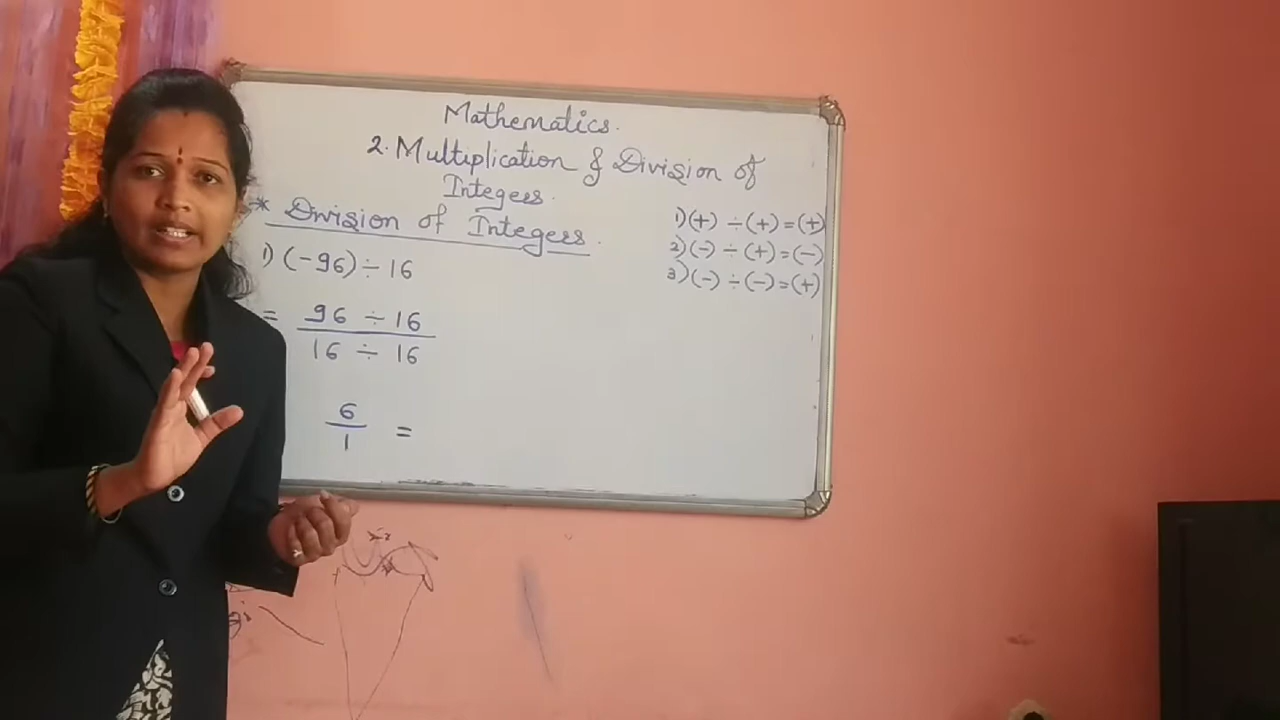 Mathematics.
2. Multiplication & Division of
Integers.
* Division of Integers.
1) (-96) ÷ 16
= 96 ÷ 16
16 ÷ 16
6
1 =
1) (+) ÷ (+) = (+)
2) (-) ÷ (+) = (-)
3) (-) ÷ (-) = (+)